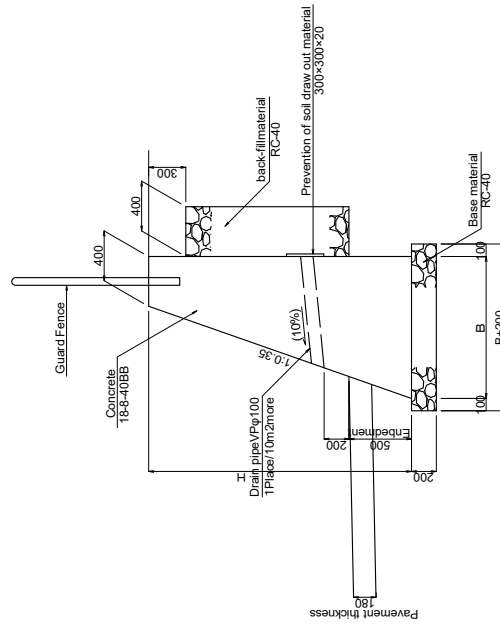 Guard Fence
Concrete
18-8-40BB
400
400
300
back-fillmaterial
RC-40
Prevention of soil draw out material
300×300×20
(10%)
1:0.35
Drain pipeVPφ100
1Place/10m2more
H
200
500
Enbedment
200
180
Pavement thickness
Base material
RC-40
100
B
100
B+200